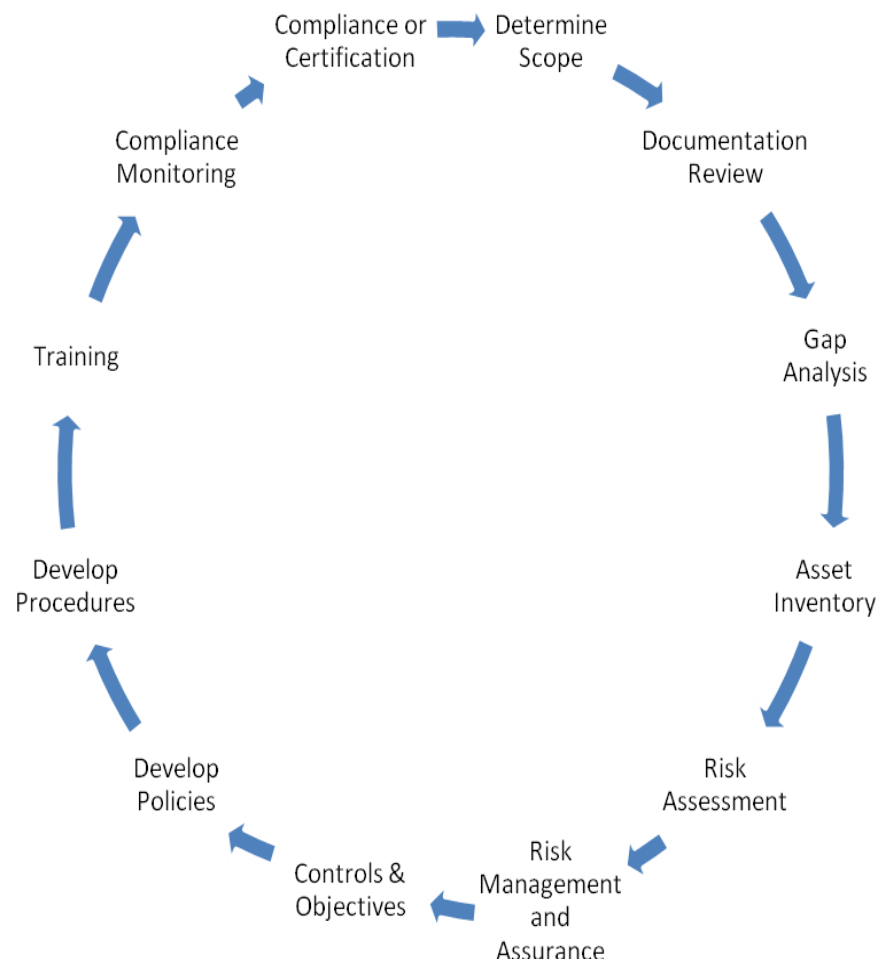 Compliance or
Certification
Determine
Scope
Documentation
Review
Gap
Analysis
Asset
Inventory
Risk
Assessment
Risk
Management
and
Assurance
Controls &
Objectives
Develop
Policies
Develop
Procedures
Training
Compliance
Monitoring